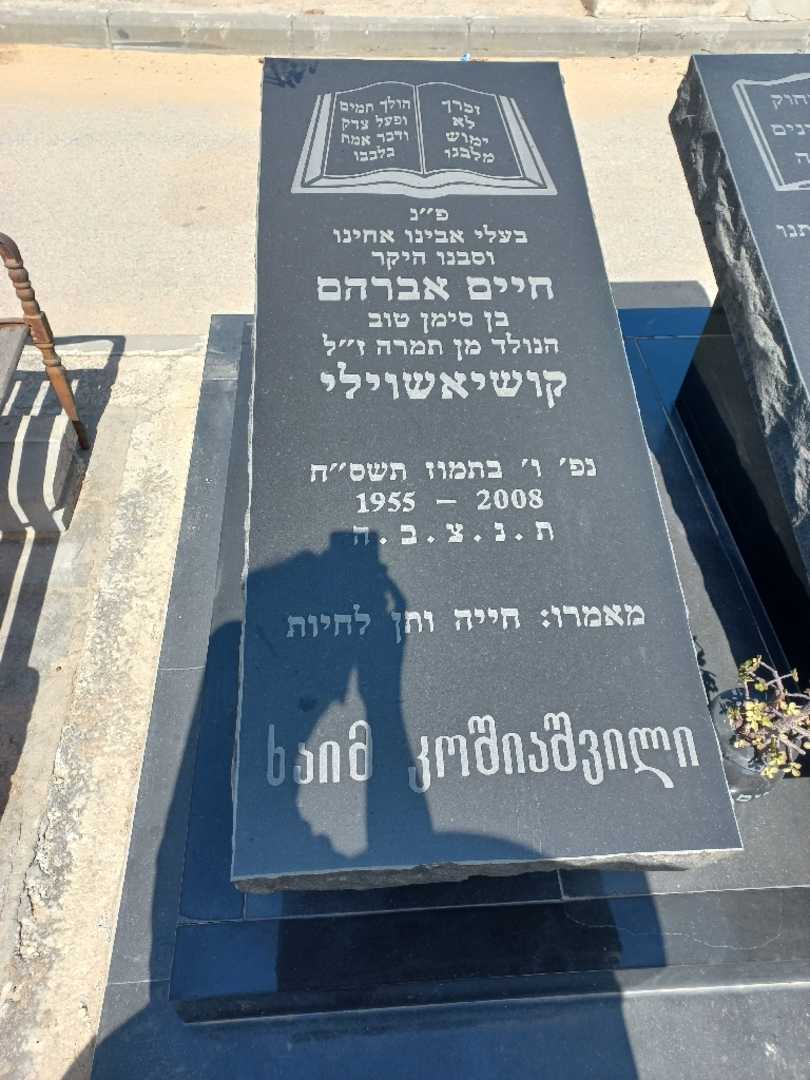 זכרך
לא
ימוש
מלבנו
הולך תמים
ופעל צדק
ודבר אמת
בלבבו
פ״נ
בעלי אבינו אחינו
וסבנו היקר
חיים אברהם
בן סימן טוב
הנולד מן תמרה ז״ל
קושיאשוילי
נפ׳ ו׳ בתמוז תשס״ח
1955 – 2008
ת.נ.צ.ב.ה
מאמרו: חייה ותן לחיות
ხაიმ კოშიაშვილი